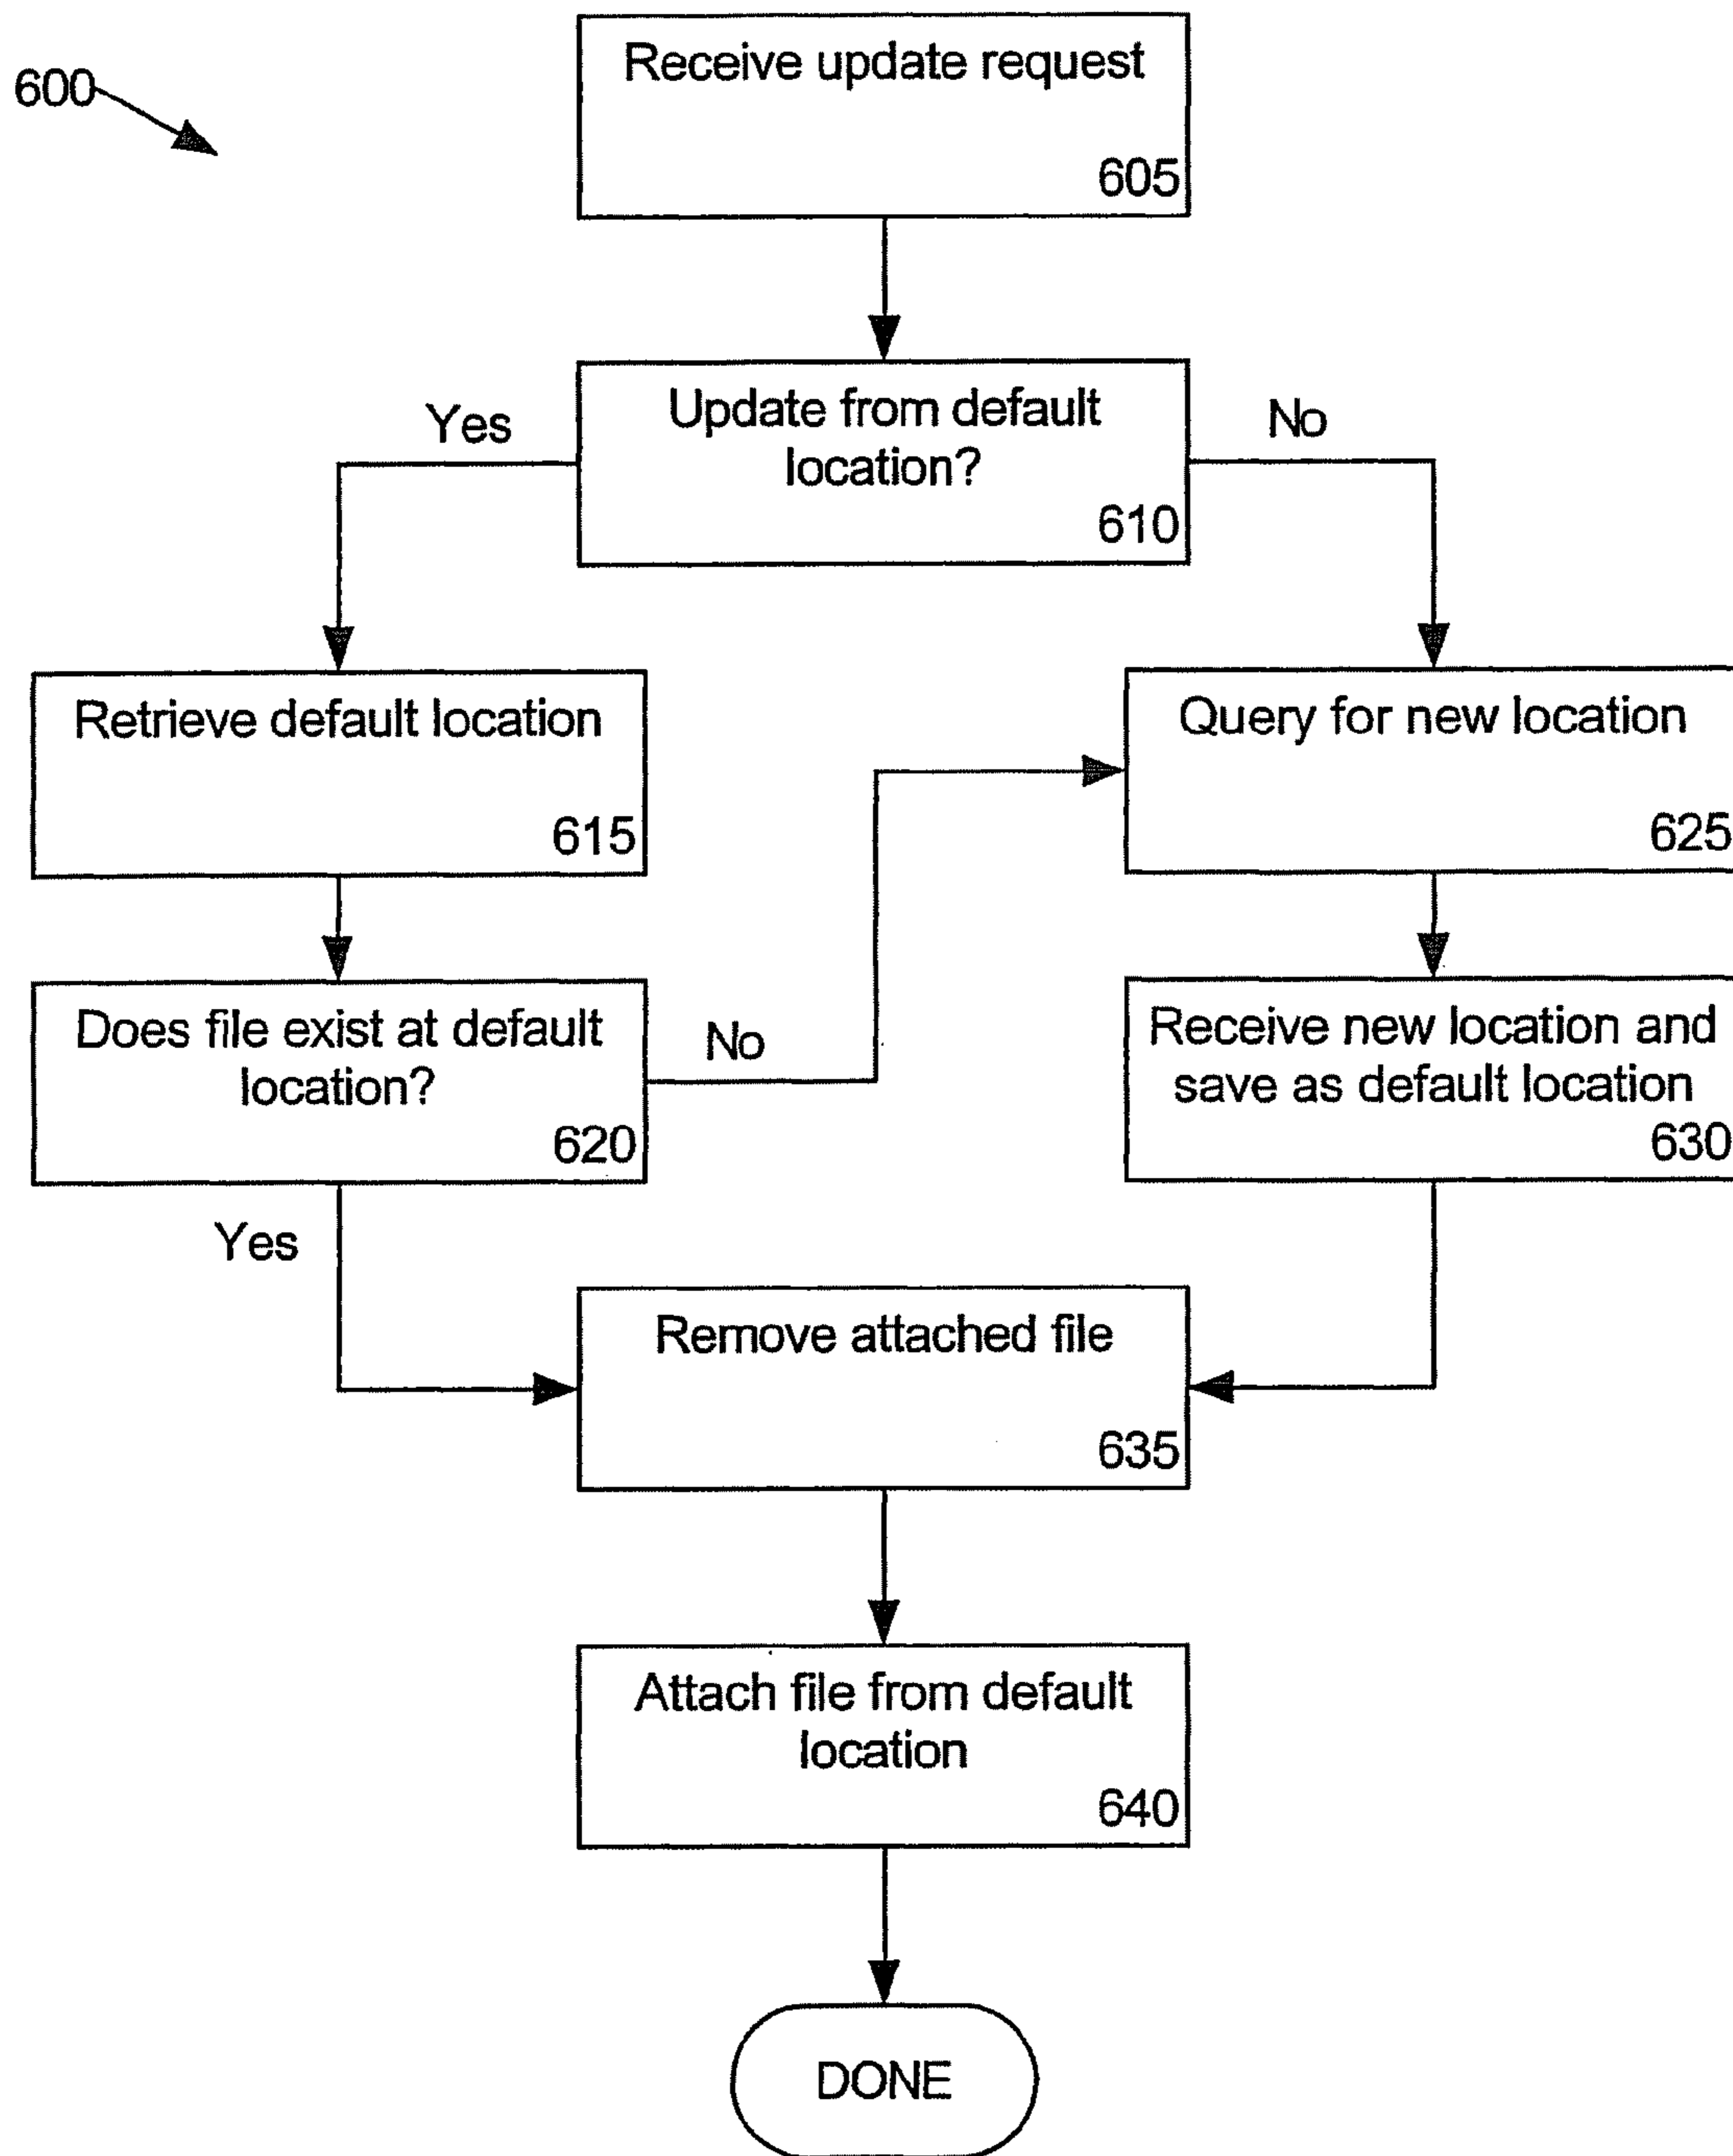 600
Receive update request
605
Update from default
location?
610
Yes
No
Retrieve default location
615
Query for new location
625
Does file exist at default
location?
620
No
Receive new location and
save as default location
630
Yes
Remove attached file
635
Attach file from default
location
640
DONE